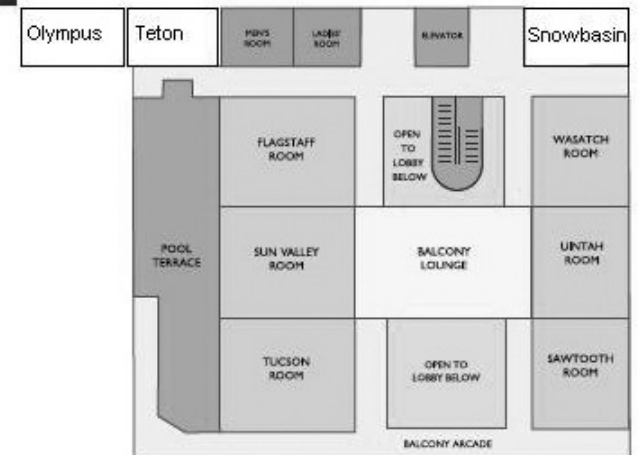 Olympus
Teton
MEN'S
ROOM
LADIES'
ROOM
ELEVATOR
Snowbasin
FLAGSTAFF
ROOM
OPEN
TO
LOBBY
BELOW
WASATCH
ROOM
POOL
TERRACE
SUN VALLEY
ROOM
BALCONY
LOUNGE
UINTAH
ROOM
TUCSON
ROOM
OPEN TO
LOBBY BELOW
SAWTOOTH
ROOM
BALCONY ARCADE